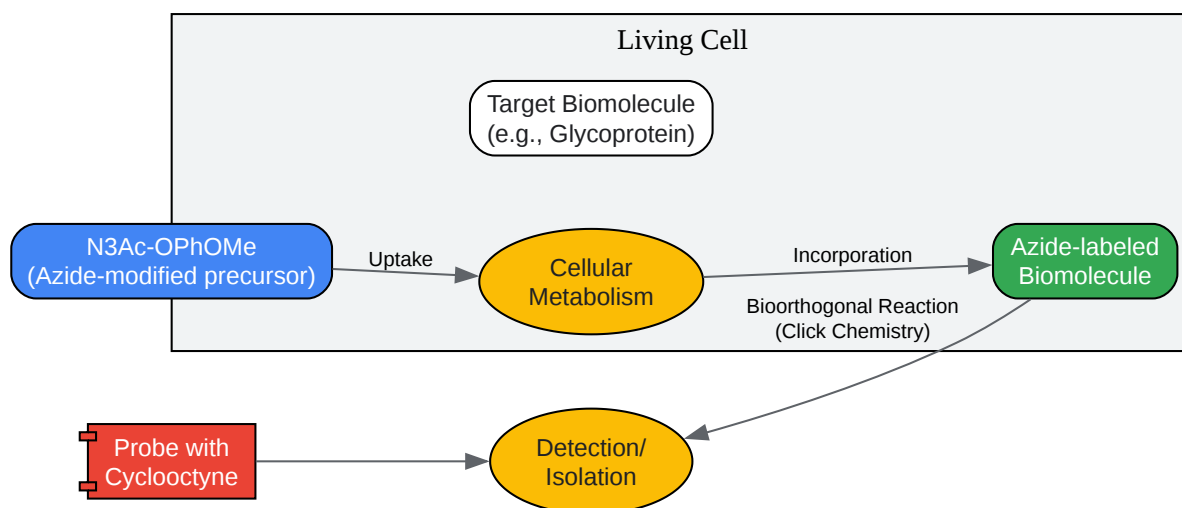 Living Cell
Target Biomolecule
(e.g., Glycoprotein)
N3Ac-OPhOMe
(Azide-modified precursor)
Uptake
Cellular
Metabolism
Incorporation
Azide-labeled
Biomolecule
Bioorthogonal Reaction
(Click Chemistry)
Probe with
Cyclooctyne
Detection/
Isolation